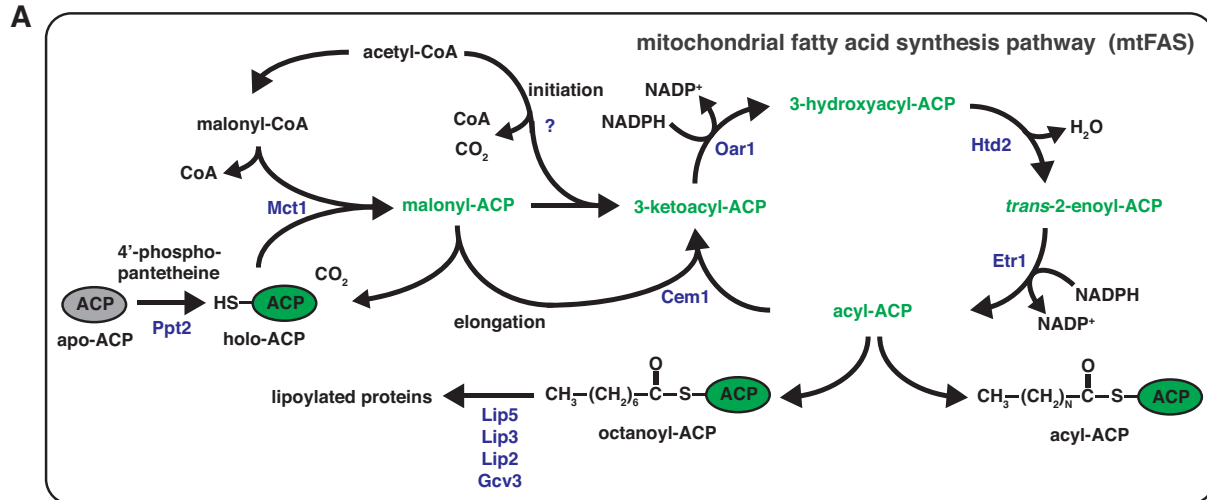 A
mitochondrial fatty acid synthesis pathway (mtFAS)
acetyl-CoA
initiation
malonyl-CoA
CoA
CO₂
?
CoA
Mct1
malonyl-ACP
NADP⁺
NADPH
Oar1
3-hydroxyacyl-ACP
H₂O
Htd2
3-ketoacyl-ACP
trans-2-enoyl-ACP
4'-phospho-
pantetheine
ACP
Ppt2
apo-ACP
HS
ACP
holo-ACP
CO₂
elongation
Cem1
Etr1
NADPH
NADP⁺
acyl-ACP
lipoylated proteins
Lip5
Lip3
Lip2
Gcv3
O
CH₃–(CH₂)₆–C–S–ACP
octanoyl-ACP
O
CH₃–(CH₂)N–C–S–ACP
acyl-ACP